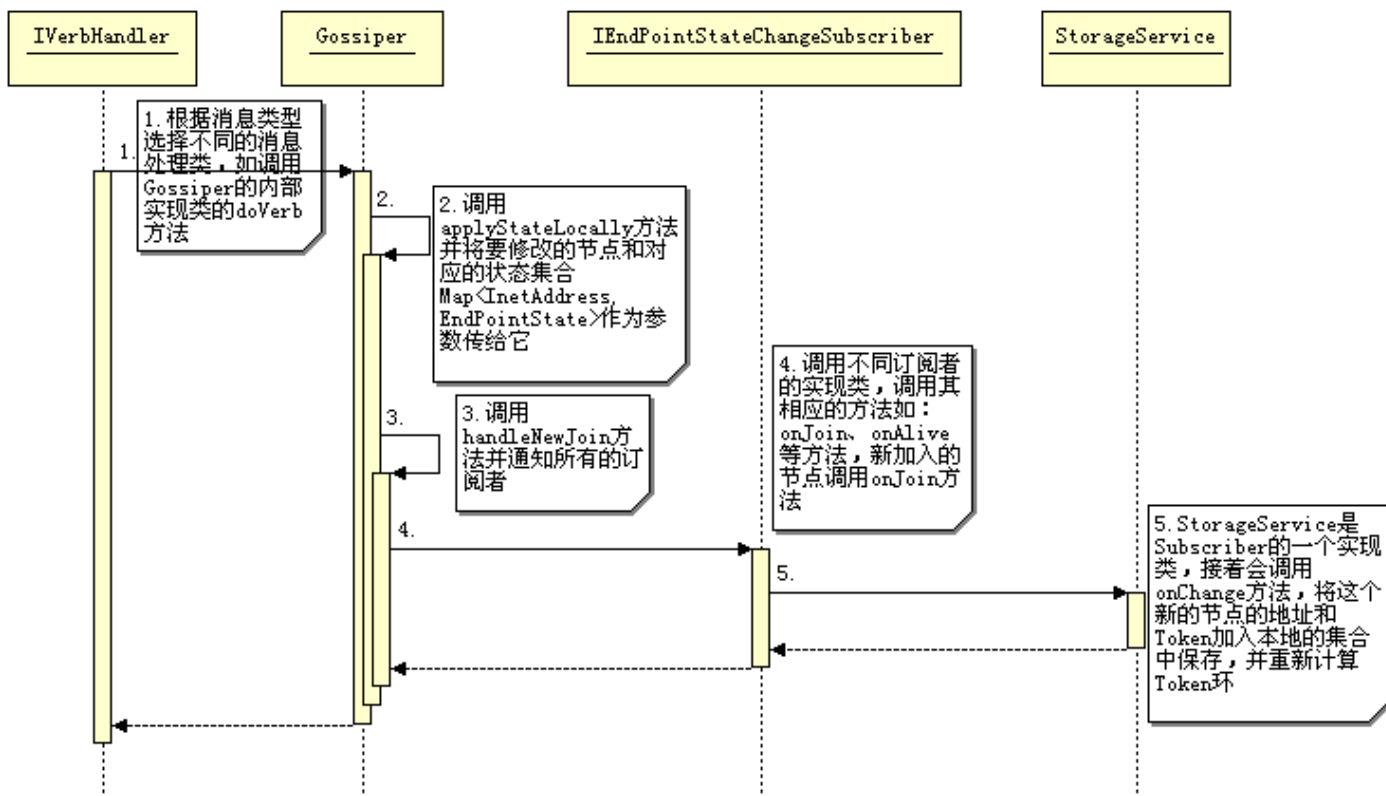 IVerbHandler
Gossiper
IEndPointStateChangeSubscriber
StorageService
1.
1.根据消息类型
选择不同的消息
处理类，如调用
Gossiper的内部
实现类的doVerb
方法
2.
2.调用
applyStateLocally方法
并将要修改的节点和对
应的状态集合
Map<InetAddress,
EndPointState>作为参
数传给它
3.
3.调用
handleNewJoin方
法并通知所有的订
阅者
4.
4.调用不同订阅者
的实现类，调用其
相应的方法如：
onJoin、onAlive
等方法，新加入的
节点调用onJoin方
法
5.
5.StorageService是
Subscriber的一个实现
类，接着会调用
onChange方法，将这个
新的节点的地址和
Token加入本地的集合
中保存，并重新计算
Token环